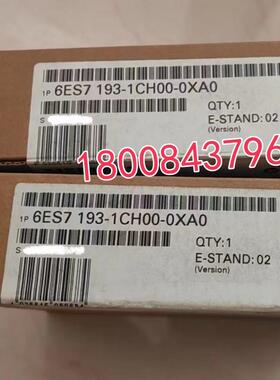 1P 6ES7 193-1CH00-0XA0
QTY:1
S
E-STAND: 02
(Version)
18008437960
1P 6ES7 193-1CH00-0XA0
QTY:1
S
E-STAND: 02
(Version)